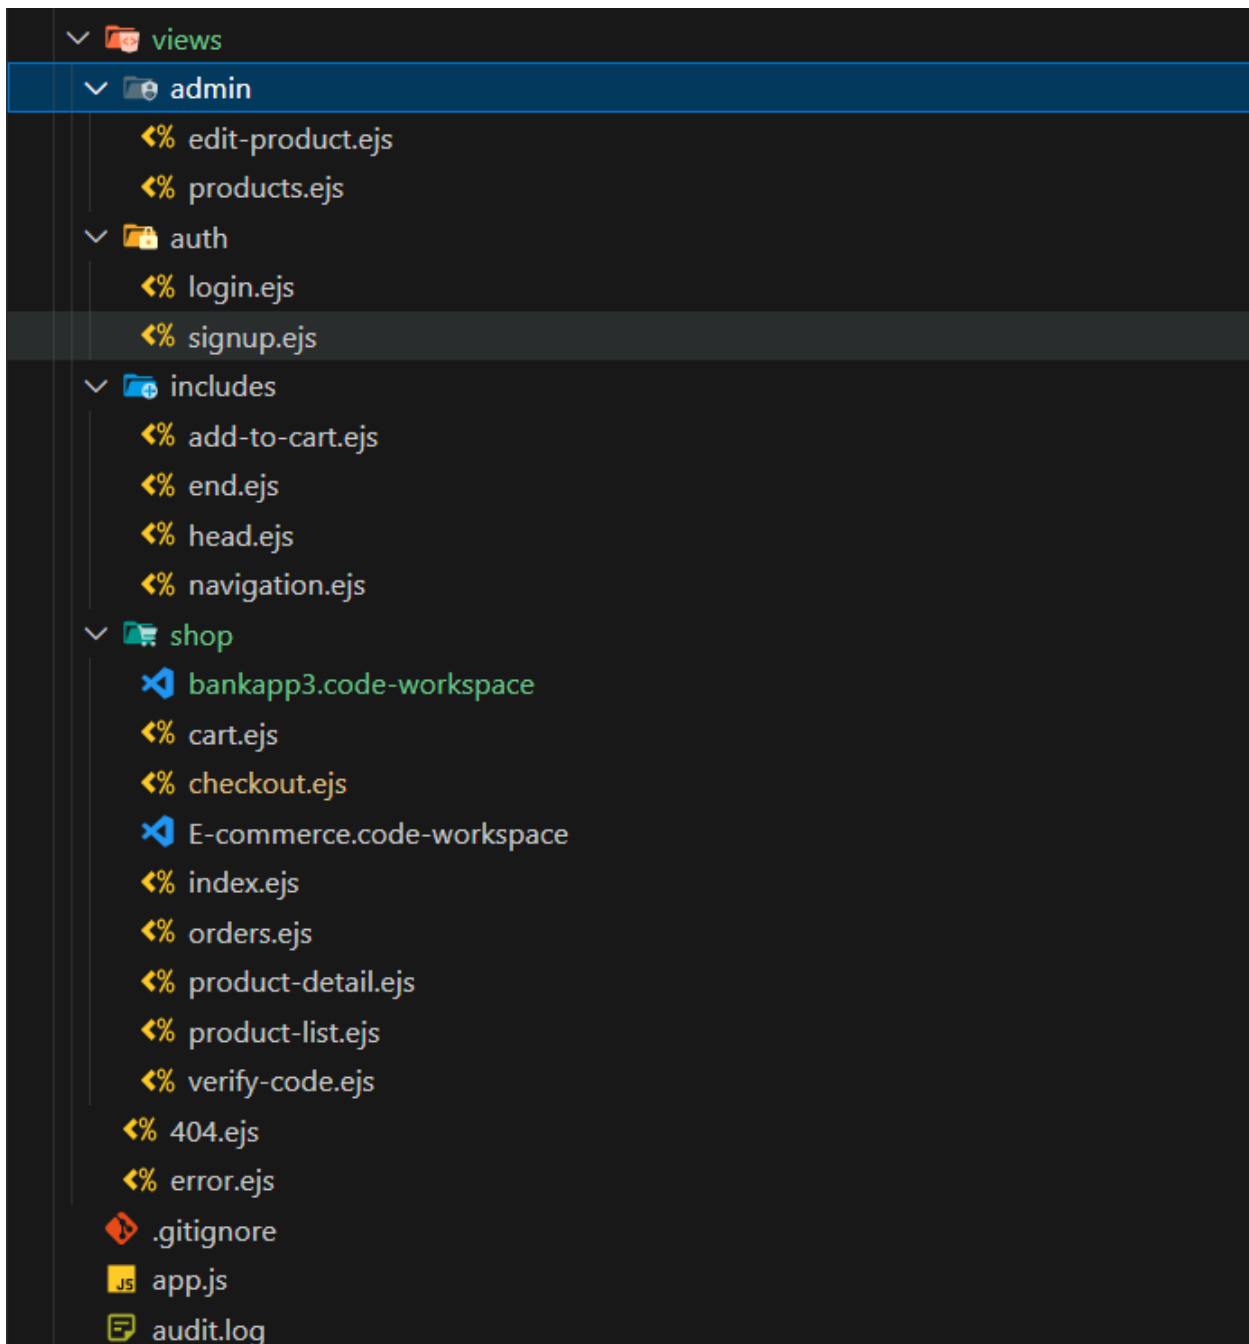 views
admin
edit-product.ejs
products.ejs
auth
login.ejs
signup.ejs
includes
add-to-cart.ejs
end.ejs
head.ejs
navigation.ejs
shop
bankapp3.code-workspace
cart.ejs
checkout.ejs
E-commerce.code-workspace
index.ejs
orders.ejs
product-detail.ejs
product-list.ejs
verify-code.ejs
404.ejs
error.ejs
.gitignore
JS app.js
audit.log